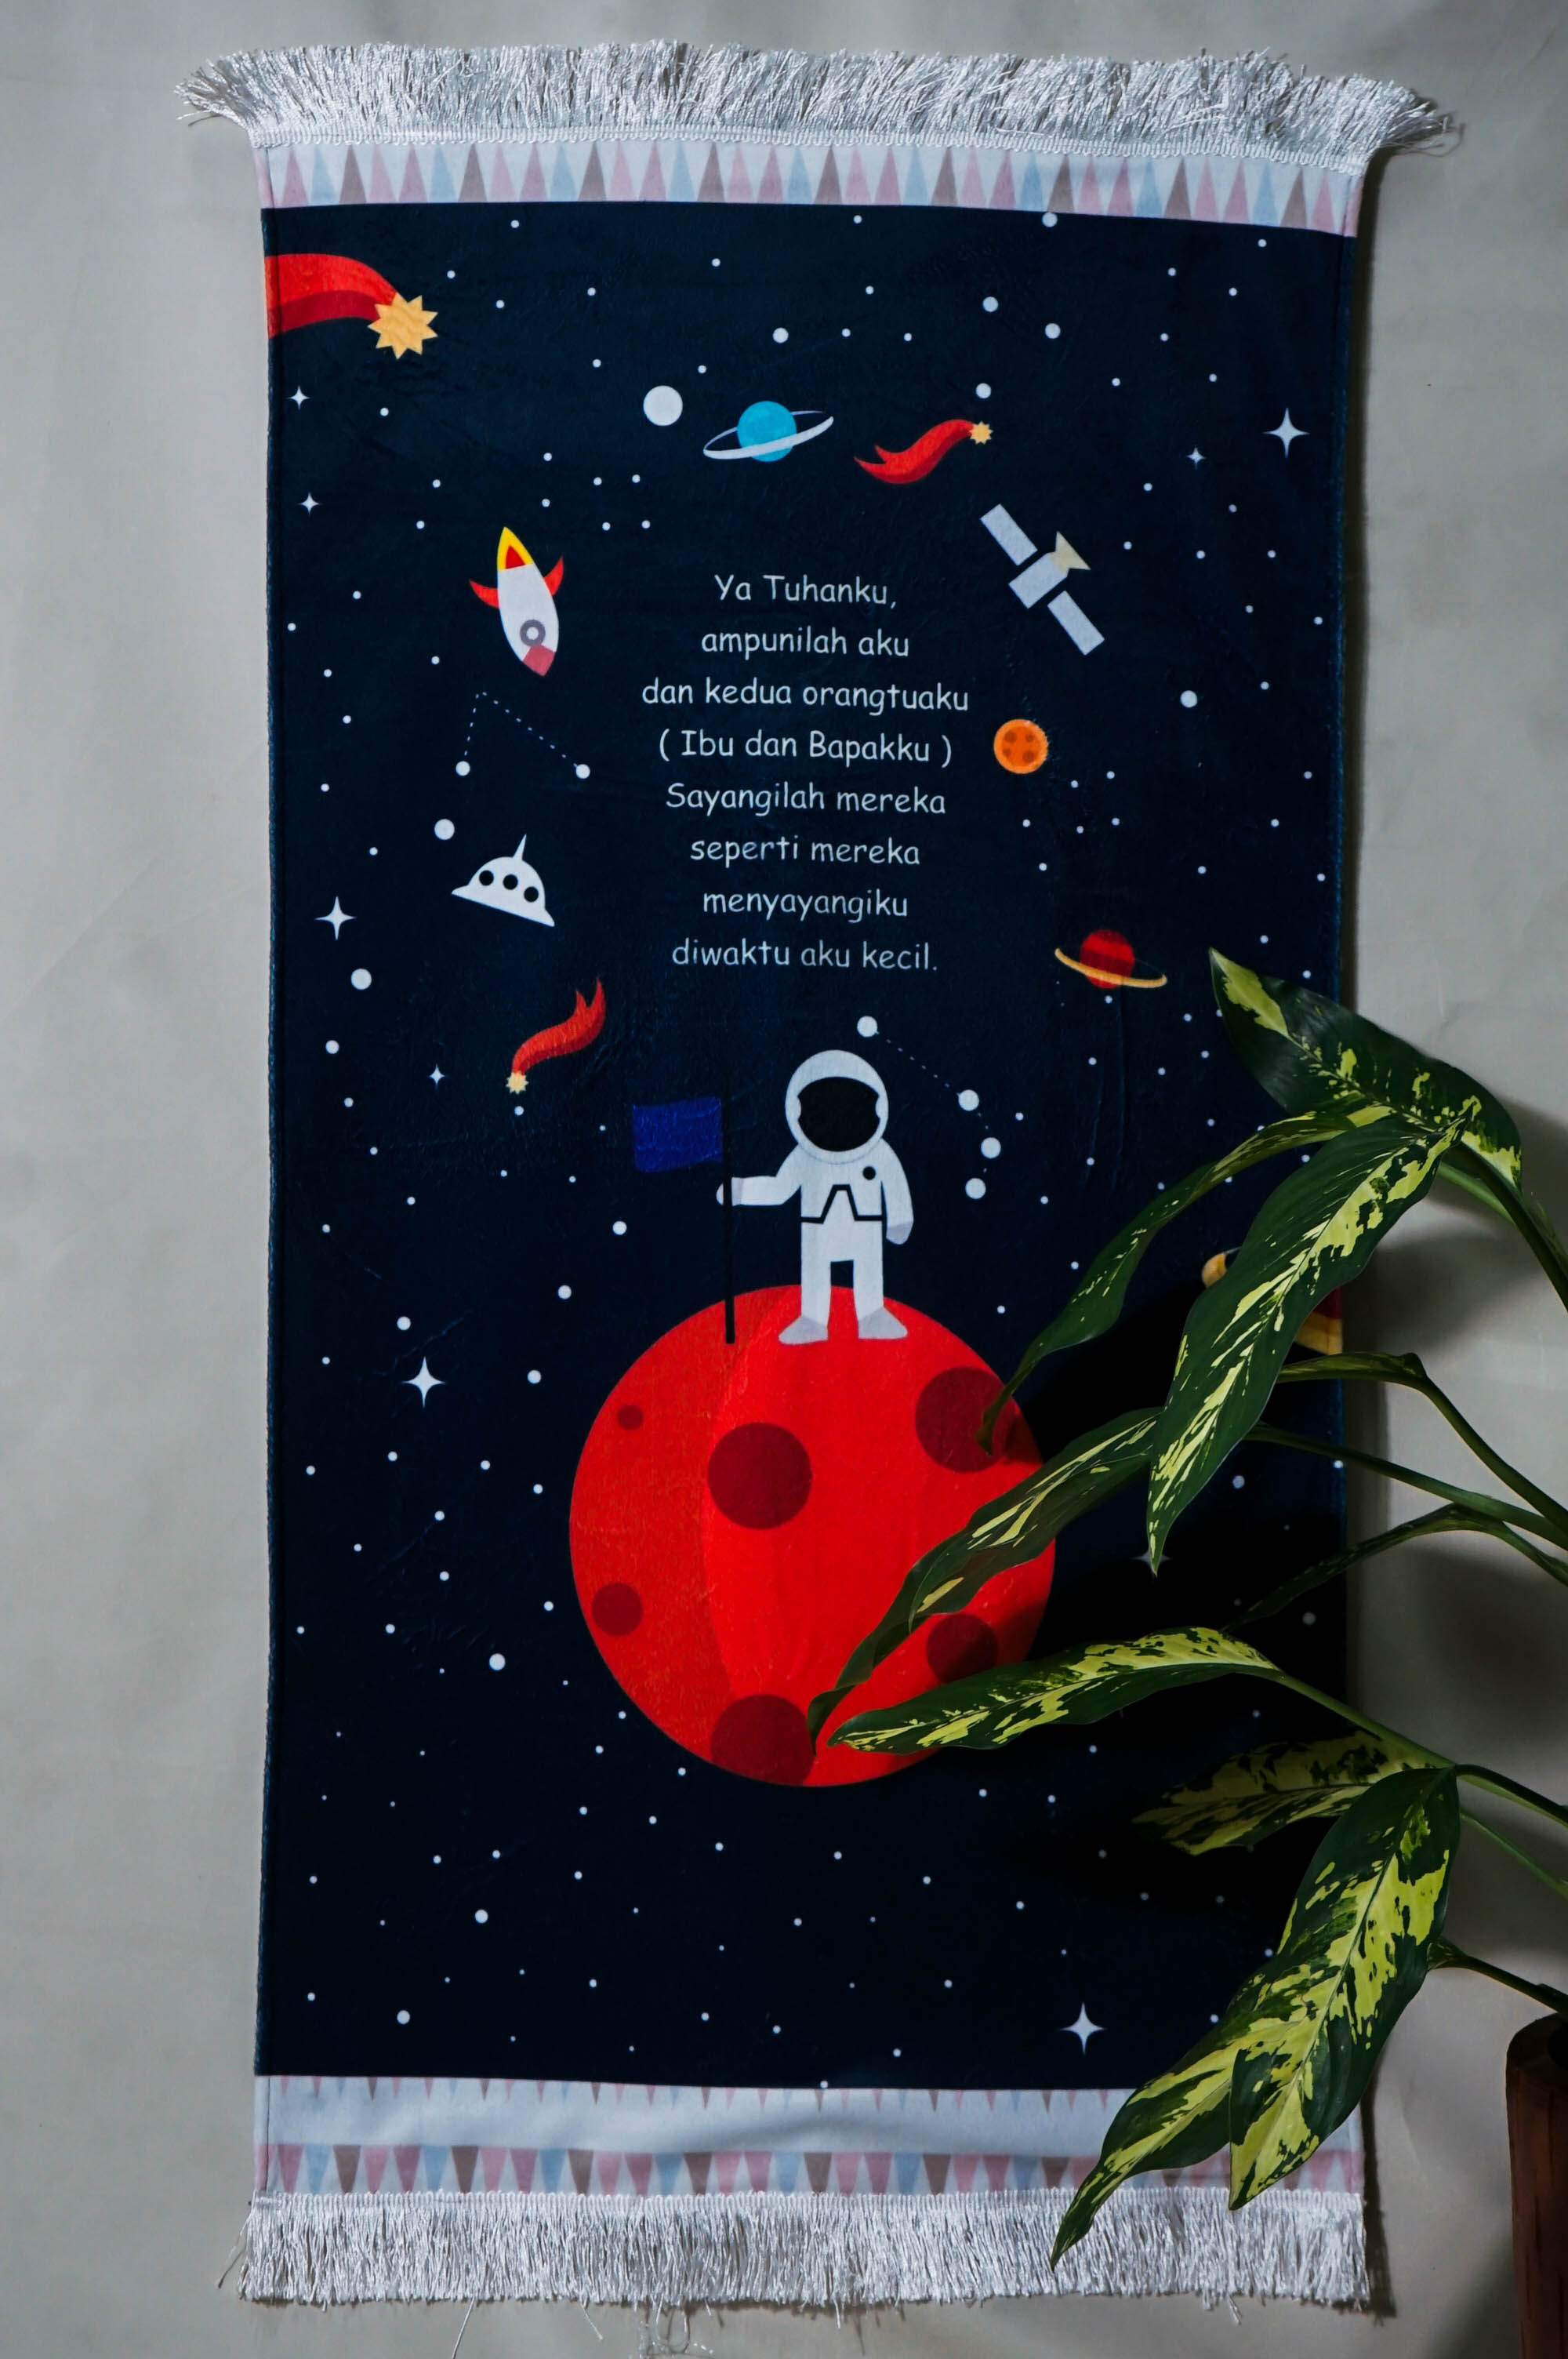 Ya Tuhanku,
ampunilah aku
dan kedua orangtuaku
( Ibu dan Bapakku )
Sayangilah mereka
seperti mereka
menyayangiku
diwaktu aku kecil.